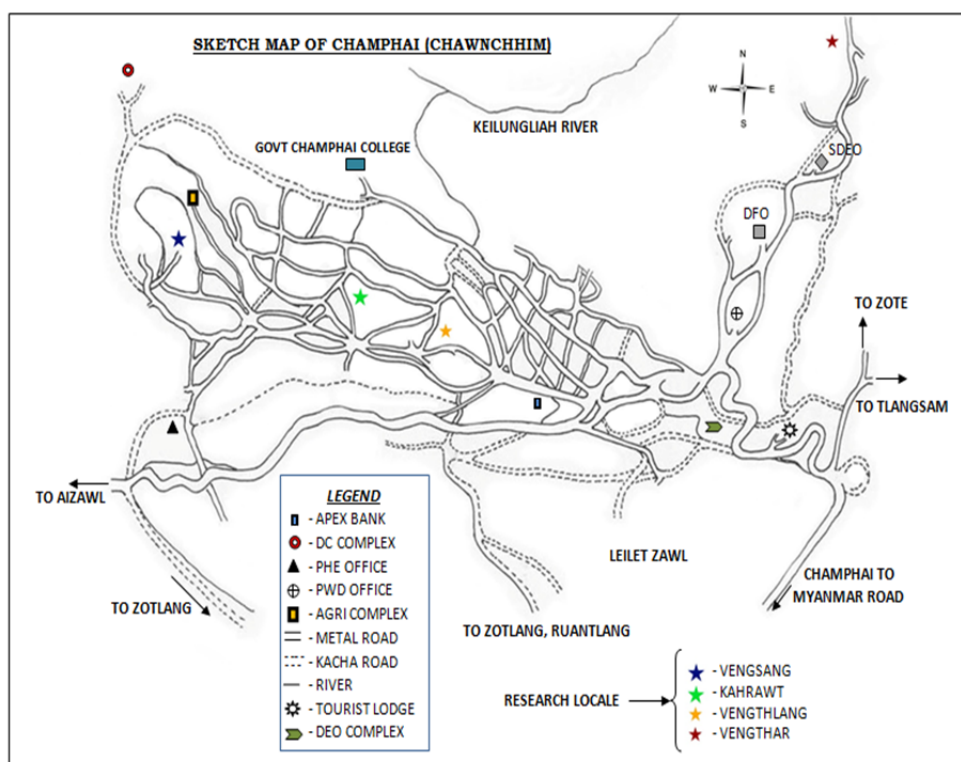 SKETCH MAP OF CHAMPHAI (CHAWNCHHIM)
N
W E
S
KEILUNGLIAH RIVER
GOVT CHAMPHAI COLLEGE
SDEO
DFO
TO ZOTE
TO TLANGSAM
TO AIZAWL
LEGEND
- APEX BANK
- DC COMPLEX
- PHE OFFICE
- PWD OFFICE
- AGRI COMPLEX
- METAL ROAD
- KACHA ROAD
- RIVER
- TOURIST LODGE
- DEO COMPLEX
LEILET ZAWL
CHAMPHAI TO
MYANMAR ROAD
TO ZOTLANG
TO ZOTLANG, RUANTLANG
RESEARCH LOCALE
- VENGSANG
- KAHRAWT
- VENGTHLANG
- VENGTHAR